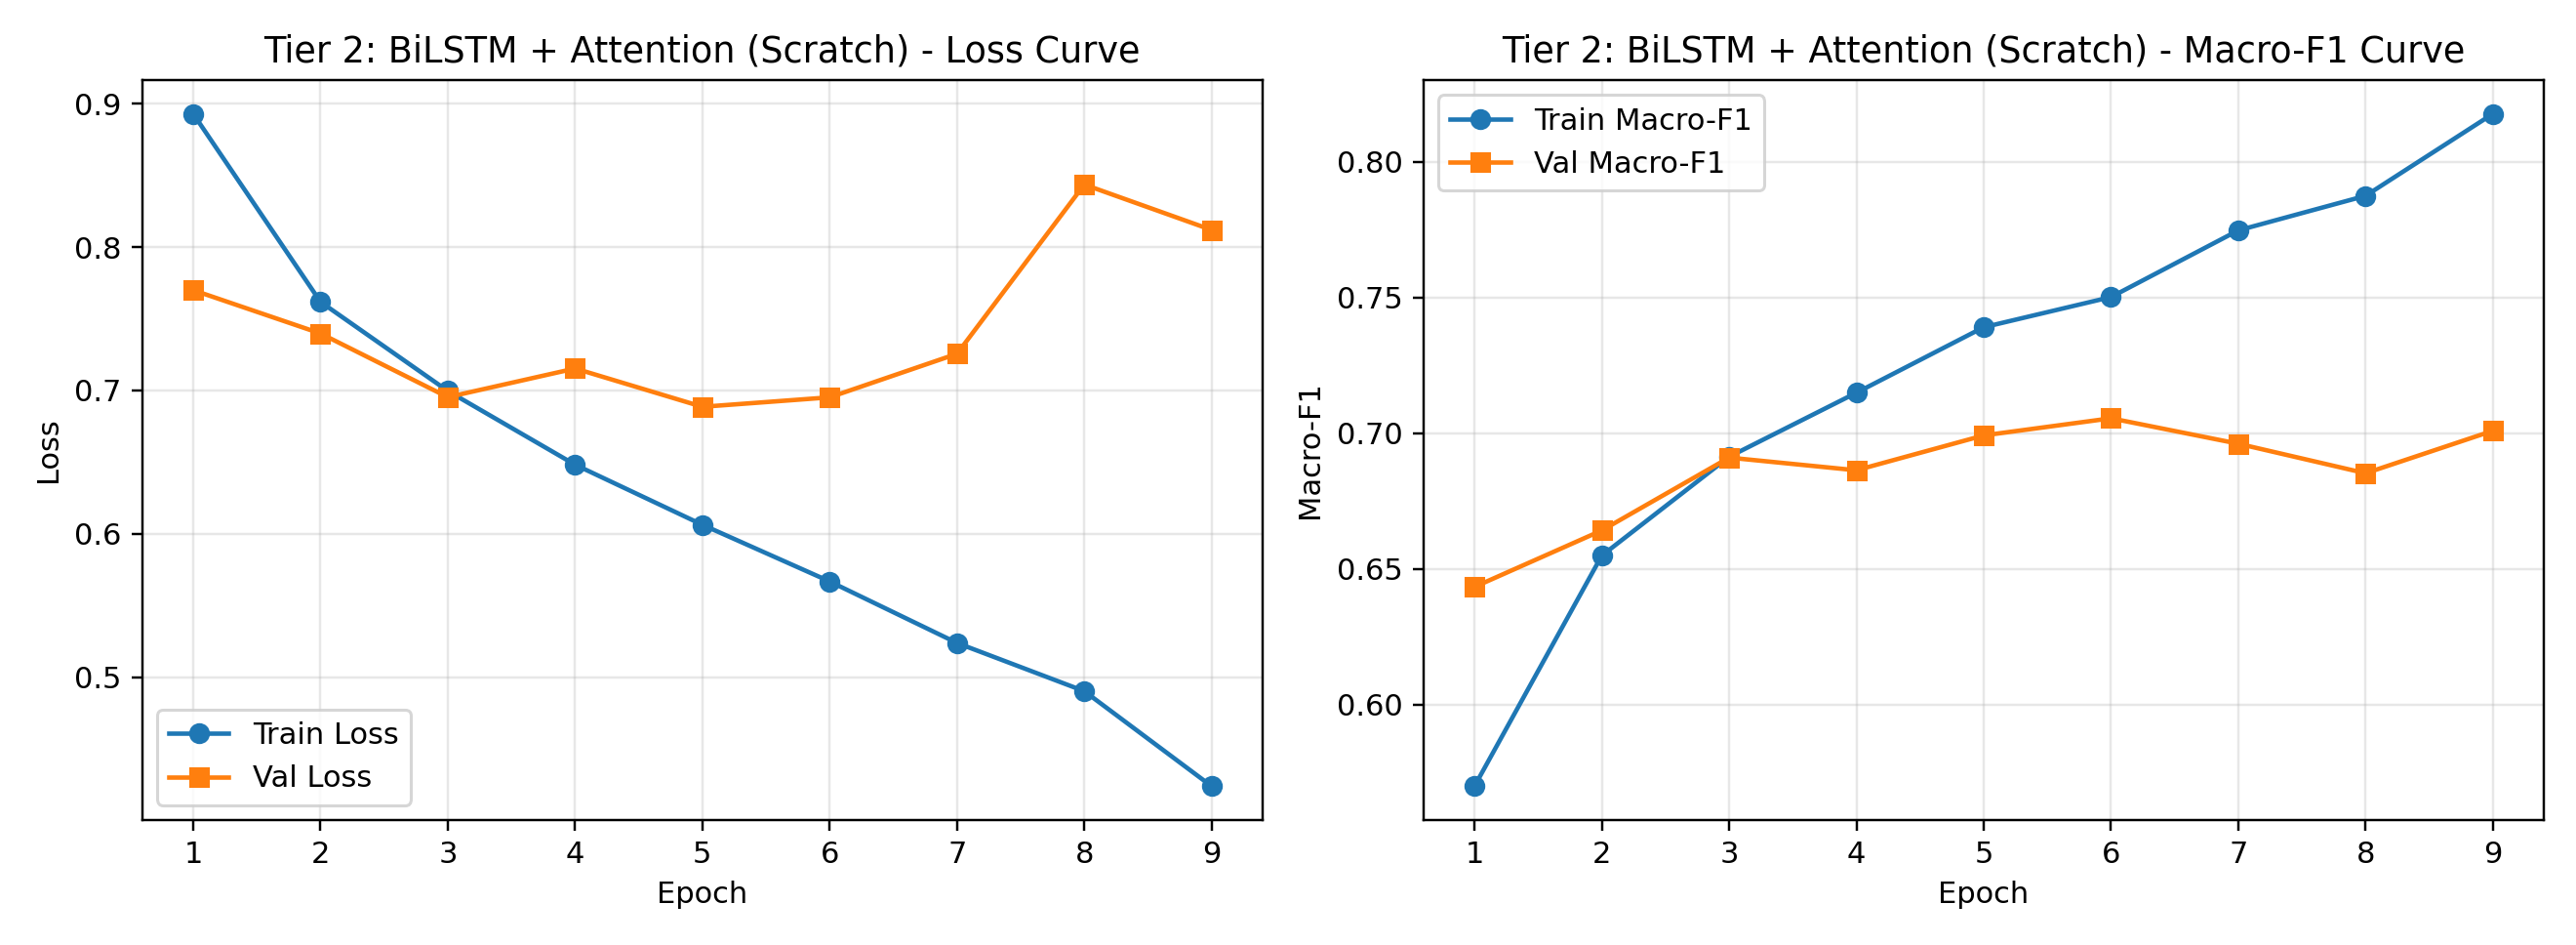 Tier 2: BiLSTM + Attention (Scratch) - Loss Curve
0.9
0.8
0.7
0.6
0.5
Loss
Train Loss
Val Loss
1 2 3 4 5 6 7 8 9
Epoch
Tier 2: BiLSTM + Attention (Scratch) - Macro-F1 Curve
Train Macro-F1
Val Macro-F1
0.80
0.75
0.70
0.65
0.60
Macro-F1
1 2 3 4 5 6 7 8 9
Epoch